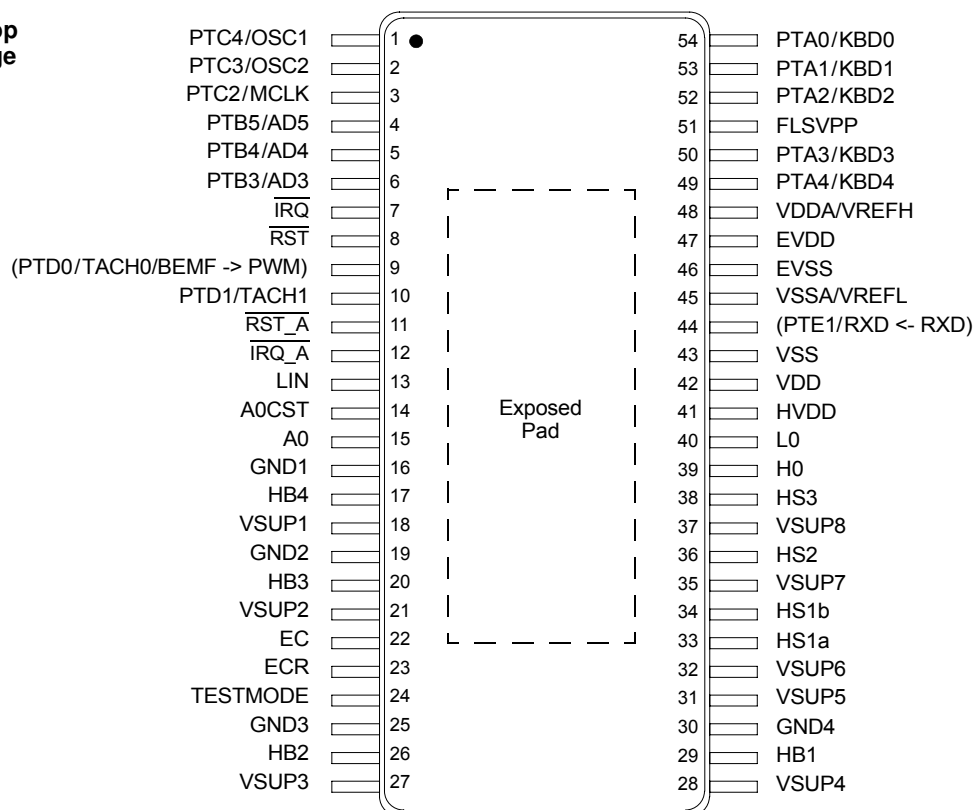 op
ge
PTC4/OSC1 1 54 PTA0/KBD0
PTC3/OSC2 2 53 PTA1/KBD1
PTC2/MCLK 3 52 PTA2/KBD2
PTB5/AD5 4 51 FLSVPP
PTB4/AD4 5 50 PTA3/KBD3
PTB3/AD3 6 49 PTA4/KBD4
IRQ 7 48 VDDA/VREFH
RST 8 47 EVDD
(PTD0/TACH0/BEMF -> PWM) 9 46 EVSS
PTD1/TACH1 10 45 VSSA/VREFL
RST_A 11 44 (PTE1/RXD <- RXD)
IRQ_A 12 43 VSS
LIN 13 42 VDD
A0CST 14 41 HVDD
A0 15 40 L0
GND1 16 39 H0
HB4 17 38 HS3
VSUP1 18 37 VSUP8
GND2 19 36 HS2
HB3 20 35 VSUP7
VSUP2 21 34 HS1b
EC 22 33 HS1a
ECR 23 32 VSUP6
TESTMODE 24 31 VSUP5
GND3 25 30 GND4
HB2 26 29 HB1
VSUP3 27 28 VSUP4
Exposed
Pad